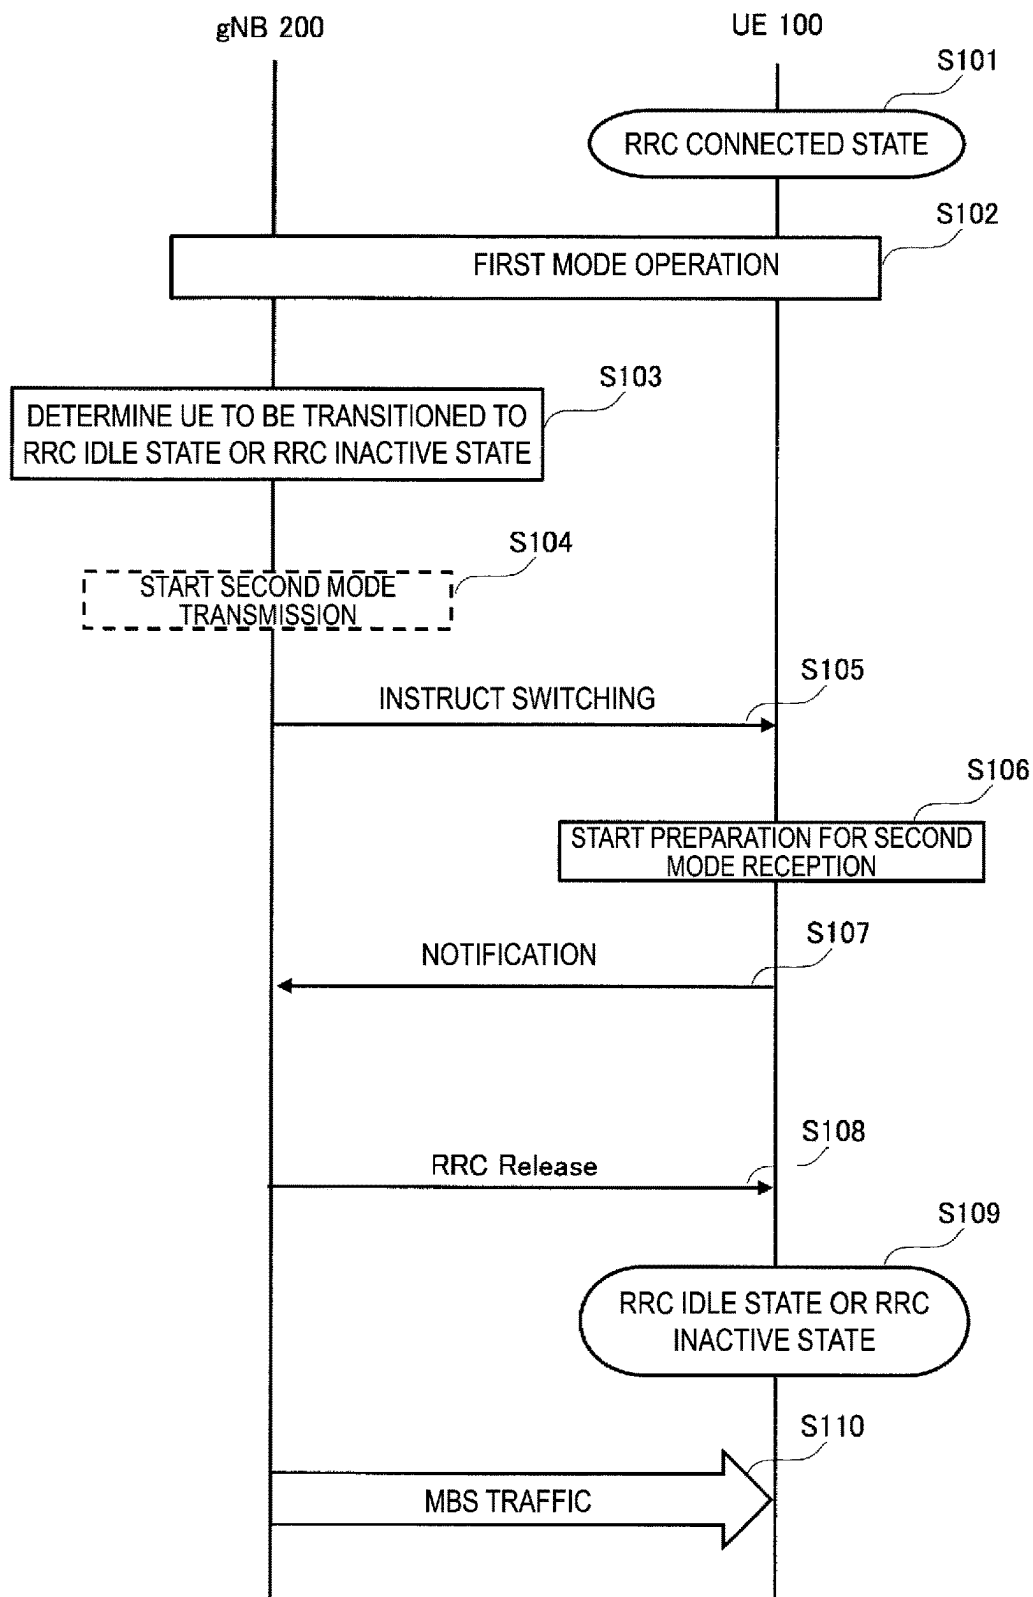 gNB 200
UE 100
S101
RRC CONNECTED STATE
S102
FIRST MODE OPERATION
S103
DETERMINE UE TO BE TRANSITIONED TO
RRC IDLE STATE OR RRC INACTIVE STATE
S104
START SECOND MODE
TRANSMISSION
S105
INSTRUCT SWITCHING
S106
START PREPARATION FOR SECOND
MODE RECEPTION
S107
NOTIFICATION
S108
RRC Release
S109
RRC IDLE STATE OR RRC
INACTIVE STATE
S110
MBS TRAFFIC